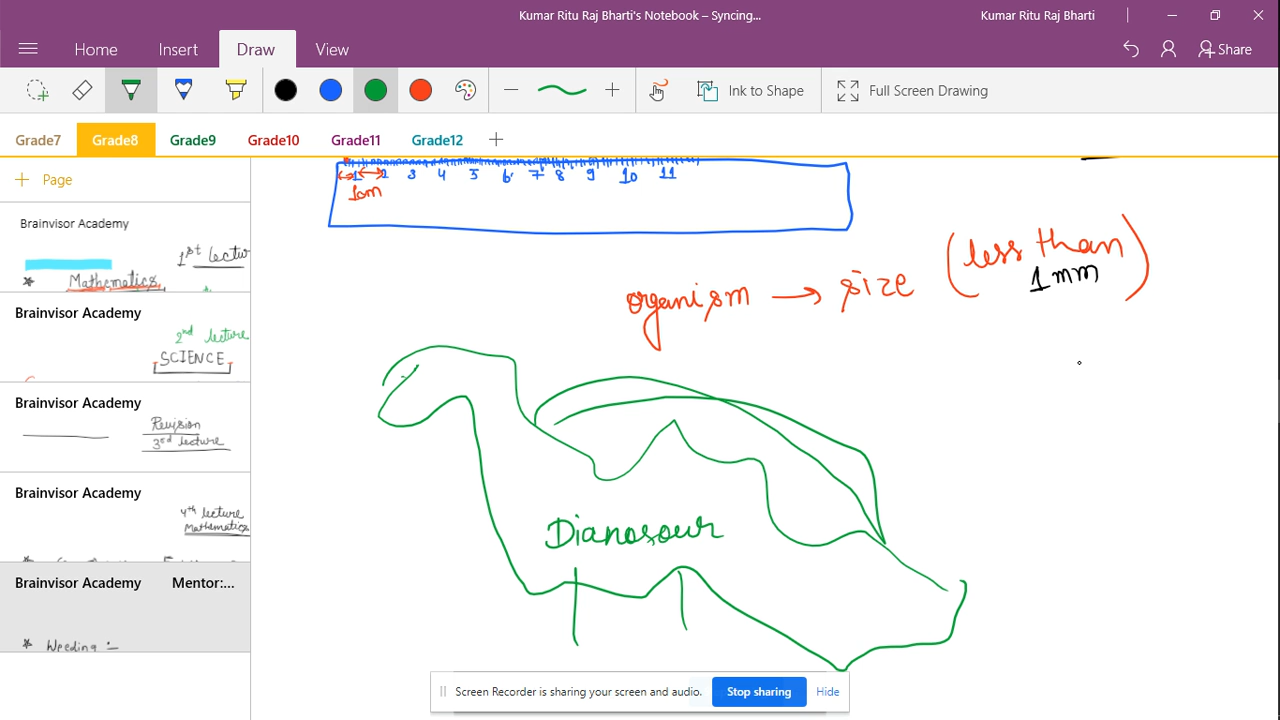 Kumar Ritu Raj Bharti's Notebook – Syncing...
Kumar Ritu Raj Bharti
Home Insert Draw View
Share
Ink to Shape
Full Screen Drawing
Grade7 Grade8 Grade9 Grade10 Grade11 Grade12
Page
Brainvisor Academy
1st lectur
* Mathematics
Brainvisor Academy
2nd lecture
SCIENCE
Brainvisor Academy
Revision
3rd lecture
Brainvisor Academy
4th lecture
Mathematics
Brainvisor Academy Mentor:...
* Weeding :-
1 2 3 4 5 6 7 8 9 10 11
1cm
organism → size (less than
1mm)
Dianosour
Screen Recorder is sharing your screen and audio. Stop sharing Hide